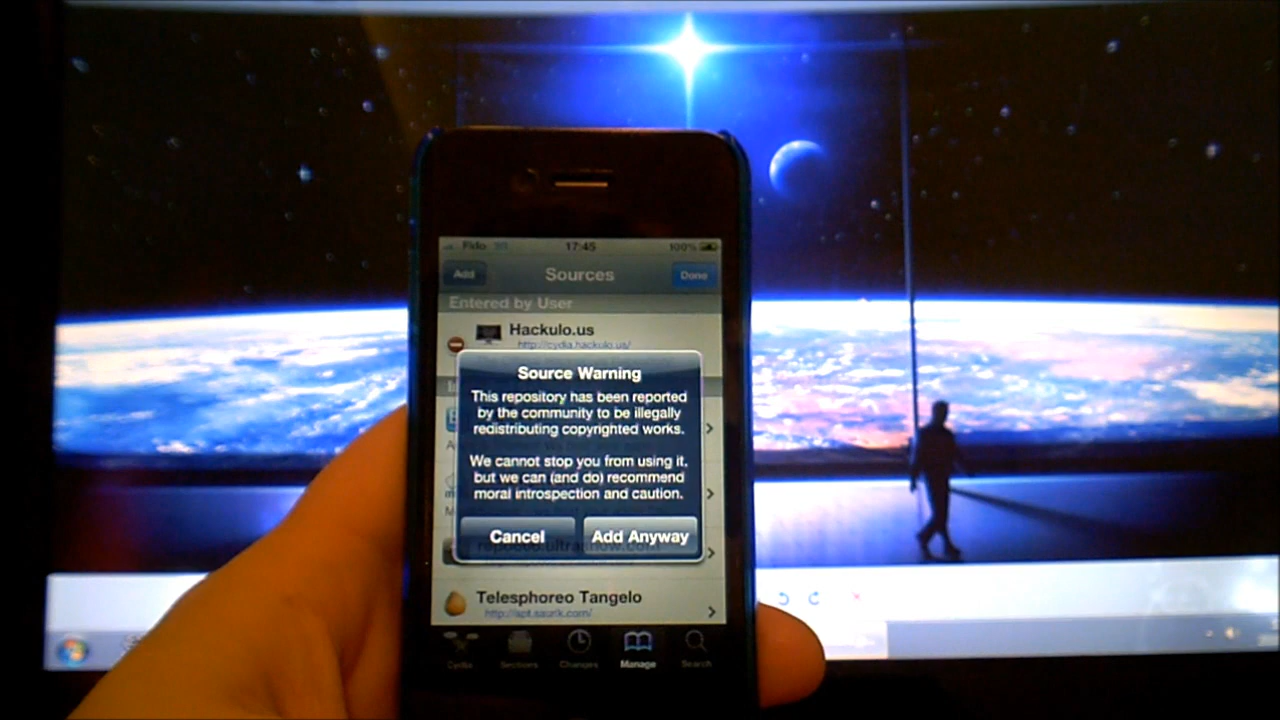 Fido
17:45
100%
Add
Sources
Done
Entered by User
Hackulo.us
http://cydia.hackulo.us/
Source Warning
This repository has been reported
by the community to be illegally
redistributing copyrighted works.
We cannot stop you from using it,
but we can (and do) recommend
moral introspection and caution.
Cancel
Add Anyway
Telesphoreo Tangelo
http://apt.saurik.com/
Cydia
Sections
Changes
Manage
Search